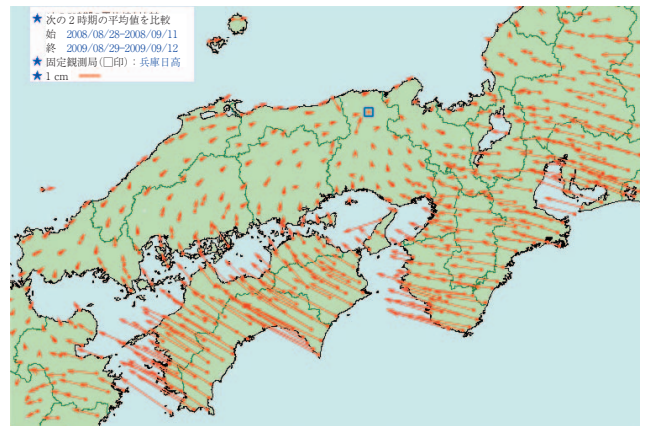 ★ 次の２時期の平均値を比較
始 2008/08/28-2008/09/11
終 2009/08/29-2009/09/12
★ 固定観測局(□印)：兵庫日高
★ 1 cm